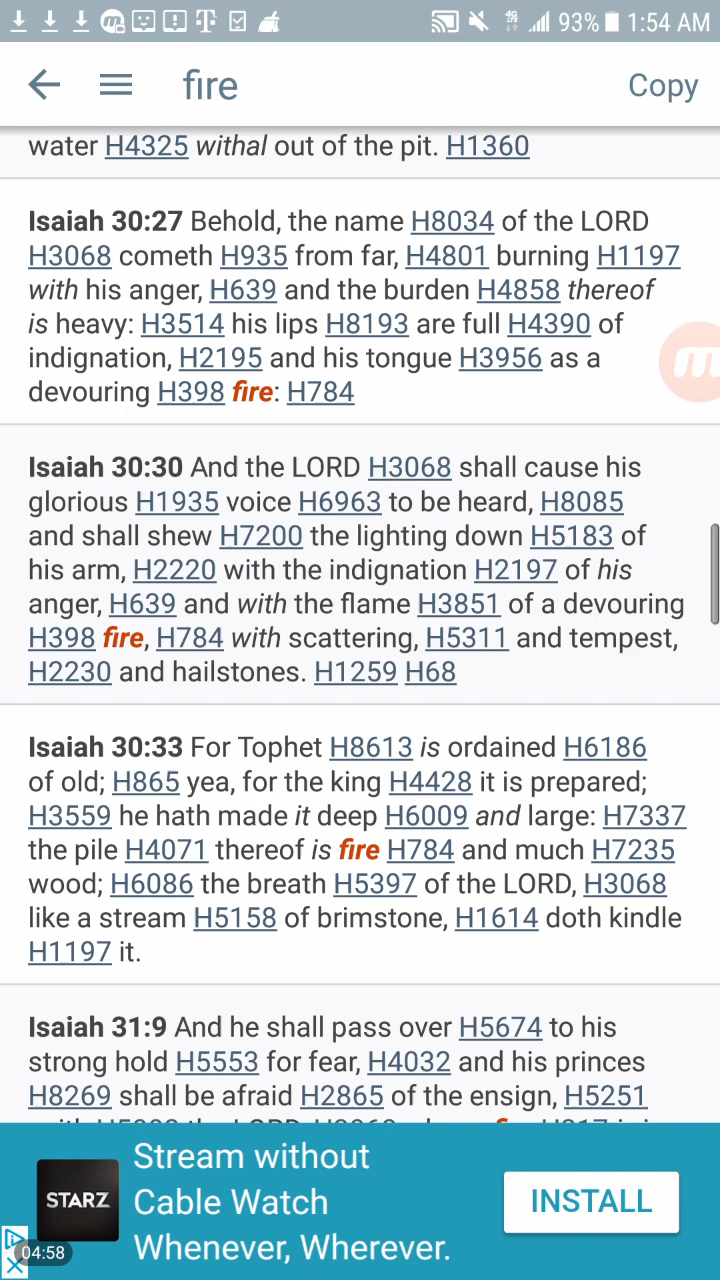 93% 1:54 AM
fire Copy
water H4325 withal out of the pit. H1360
Isaiah 30:27 Behold, the name H8034 of the LORD
H3068 cometh H935 from far, H4801 burning H1197
with his anger, H639 and the burden H4858 thereof
is heavy: H3514 his lips H8193 are full H4390 of
indignation, H2195 and his tongue H3956 as a
devouring H398 fire: H784
Isaiah 30:30 And the LORD H3068 shall cause his
glorious H1935 voice H6963 to be heard, H8085
and shall shew H7200 the lighting down H5183 of
his arm, H2220 with the indignation H2197 of his
anger, H639 and with the flame H3851 of a devouring
H398 fire, H784 with scattering, H5311 and tempest,
H2230 and hailstones. H1259 H68
Isaiah 30:33 For Tophet H8613 is ordained H6186
of old; H865 yea, for the king H4428 it is prepared;
H3559 he hath made it deep H6009 and large: H7337
the pile H4071 thereof is fire H784 and much H7235
wood; H6086 the breath H5397 of the LORD, H3068
like a stream H5158 of brimstone, H1614 doth kindle
H1197 it.
Isaiah 31:9 And he shall pass over H5674 to his
strong hold H5553 for fear, H4032 and his princes
H8269 shall be afraid H2865 of the ensign, H5251
STARZ
Stream without
Cable Watch
Whenever, Wherever.
INSTALL
04:58